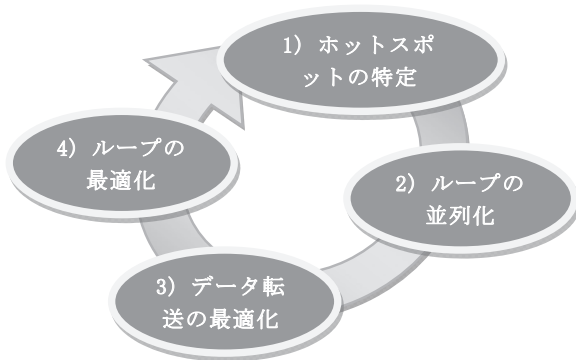 1) ホットスポ
ットの特定
2) ループの
並列化
3) データ転
送の最適化
4) ループの
最適化